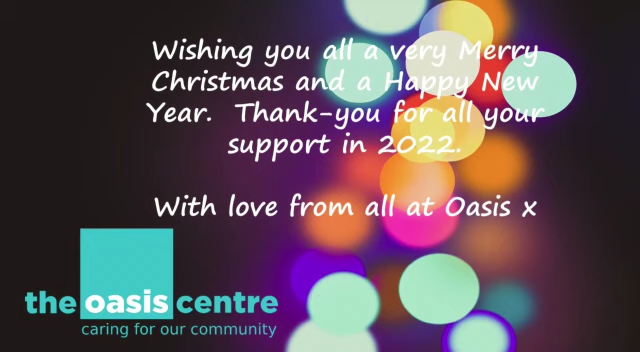 Wishing you all a very Merry
Christmas and a Happy New
Year. Thank-you for all your
support in 2022.
With love from all at Oasis x
the oasis centre
caring for our community